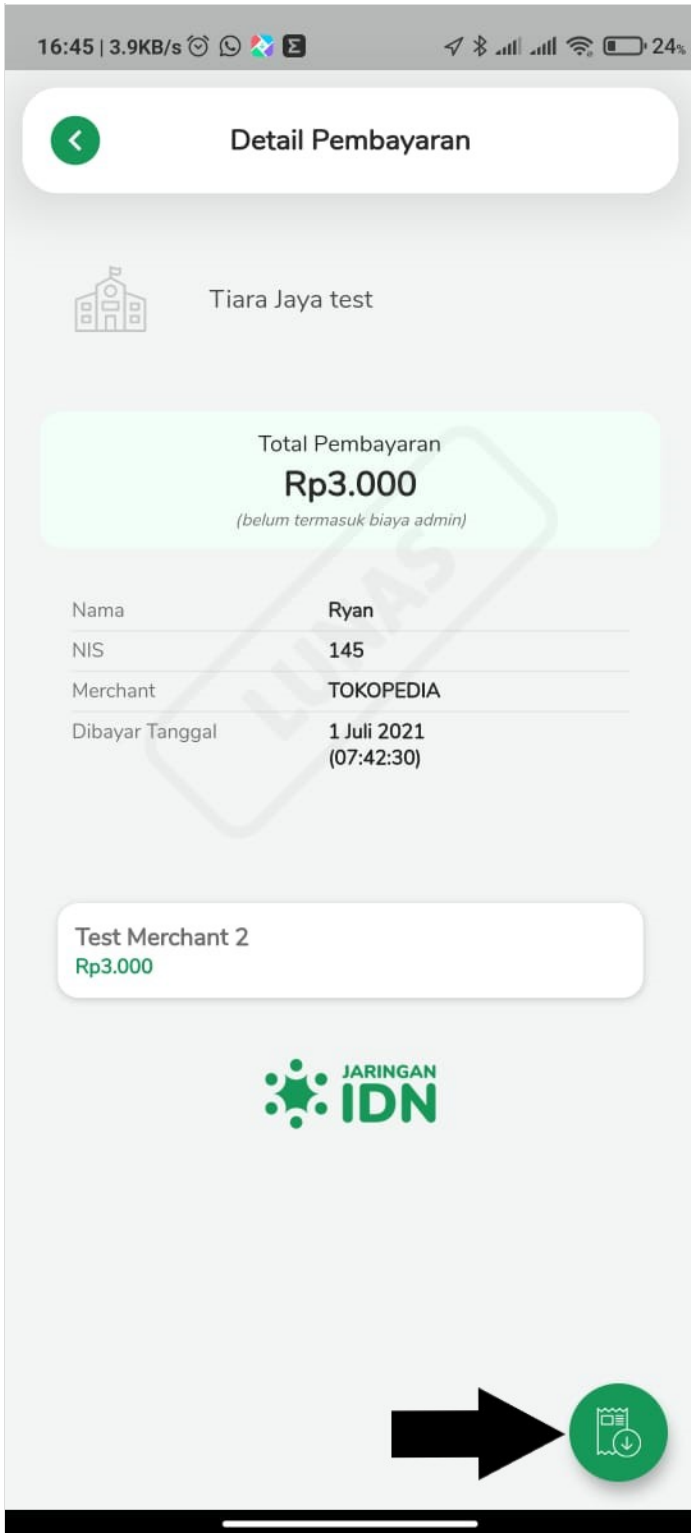 16:45 | 3.9KB/s 24%
Detail Pembayaran
Tiara Jaya test
Total Pembayaran
Rp3.000
(belum termasuk biaya admin)
LUNAS
Nama Ryan
NIS 145
Merchant TOKOPEDIA
Dibayar Tanggal 1 Juli 2021
(07:42:30)
Test Merchant 2
Rp3.000
JARINGAN
IDN